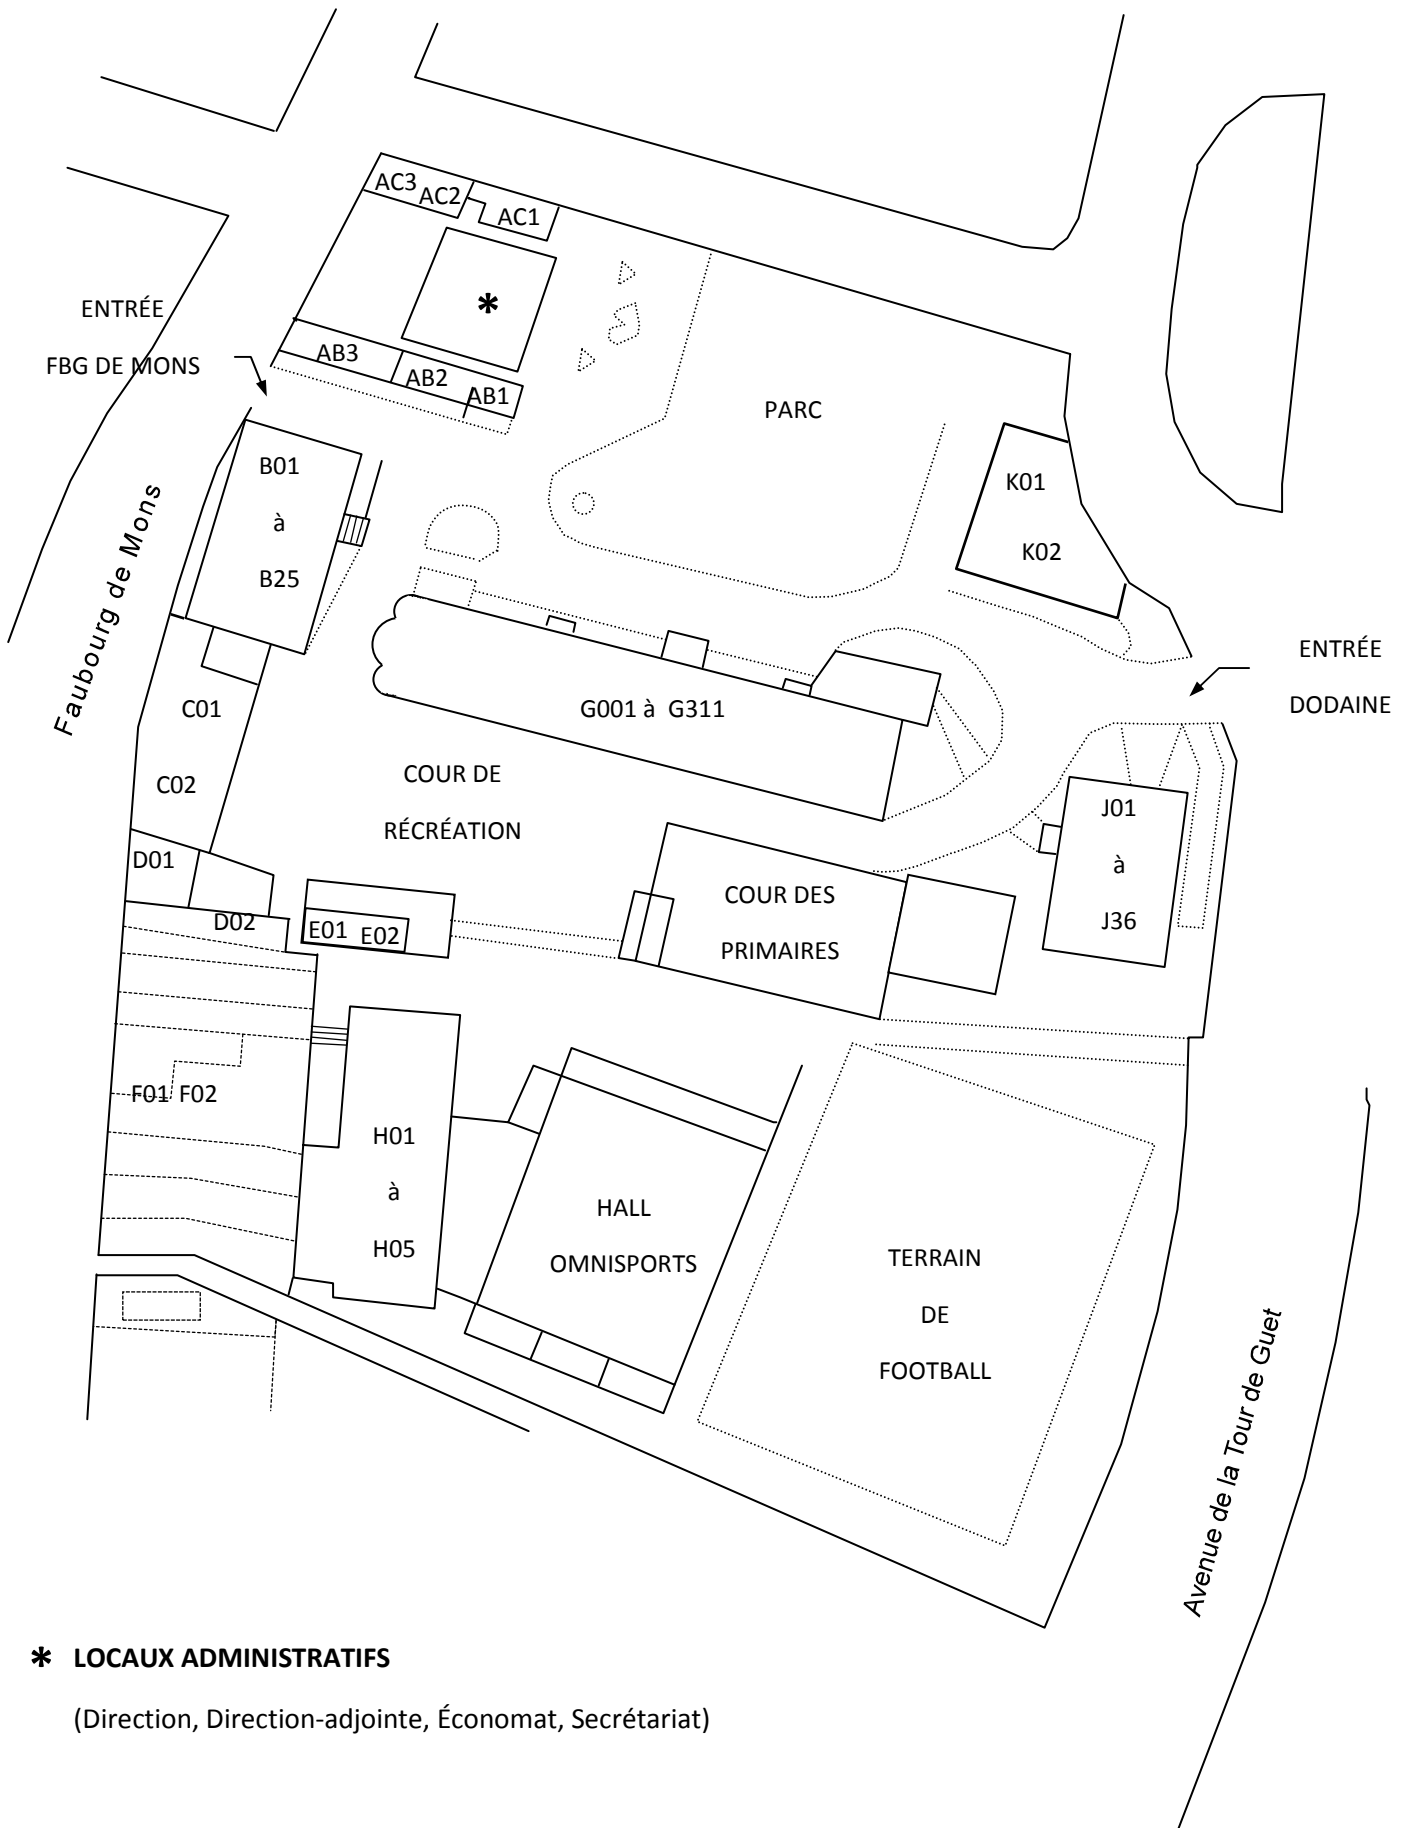 AC3
AC2
AC1
*
ENTRÉE
FBG DE MONS
AB3
AB2
AB1
PARC
B01
à
B25
K01
K02
Faubourg de Mons
ENTRÉE
DODAINE
C01
G001 à G311
C02
COUR DE
RÉCRÉATION
J01
à
J36
D01
D02
E01 E02
COUR DES
PRIMAIRES
F01 F02
H01
à
H05
HALL
OMNISPORTS
TERRAIN
DE
FOOTBALL
Avenue de la Tour de Guet
* LOCAUX ADMINISTRATIFS
(Direction, Direction-adjointe, Économat, Secrétariat)